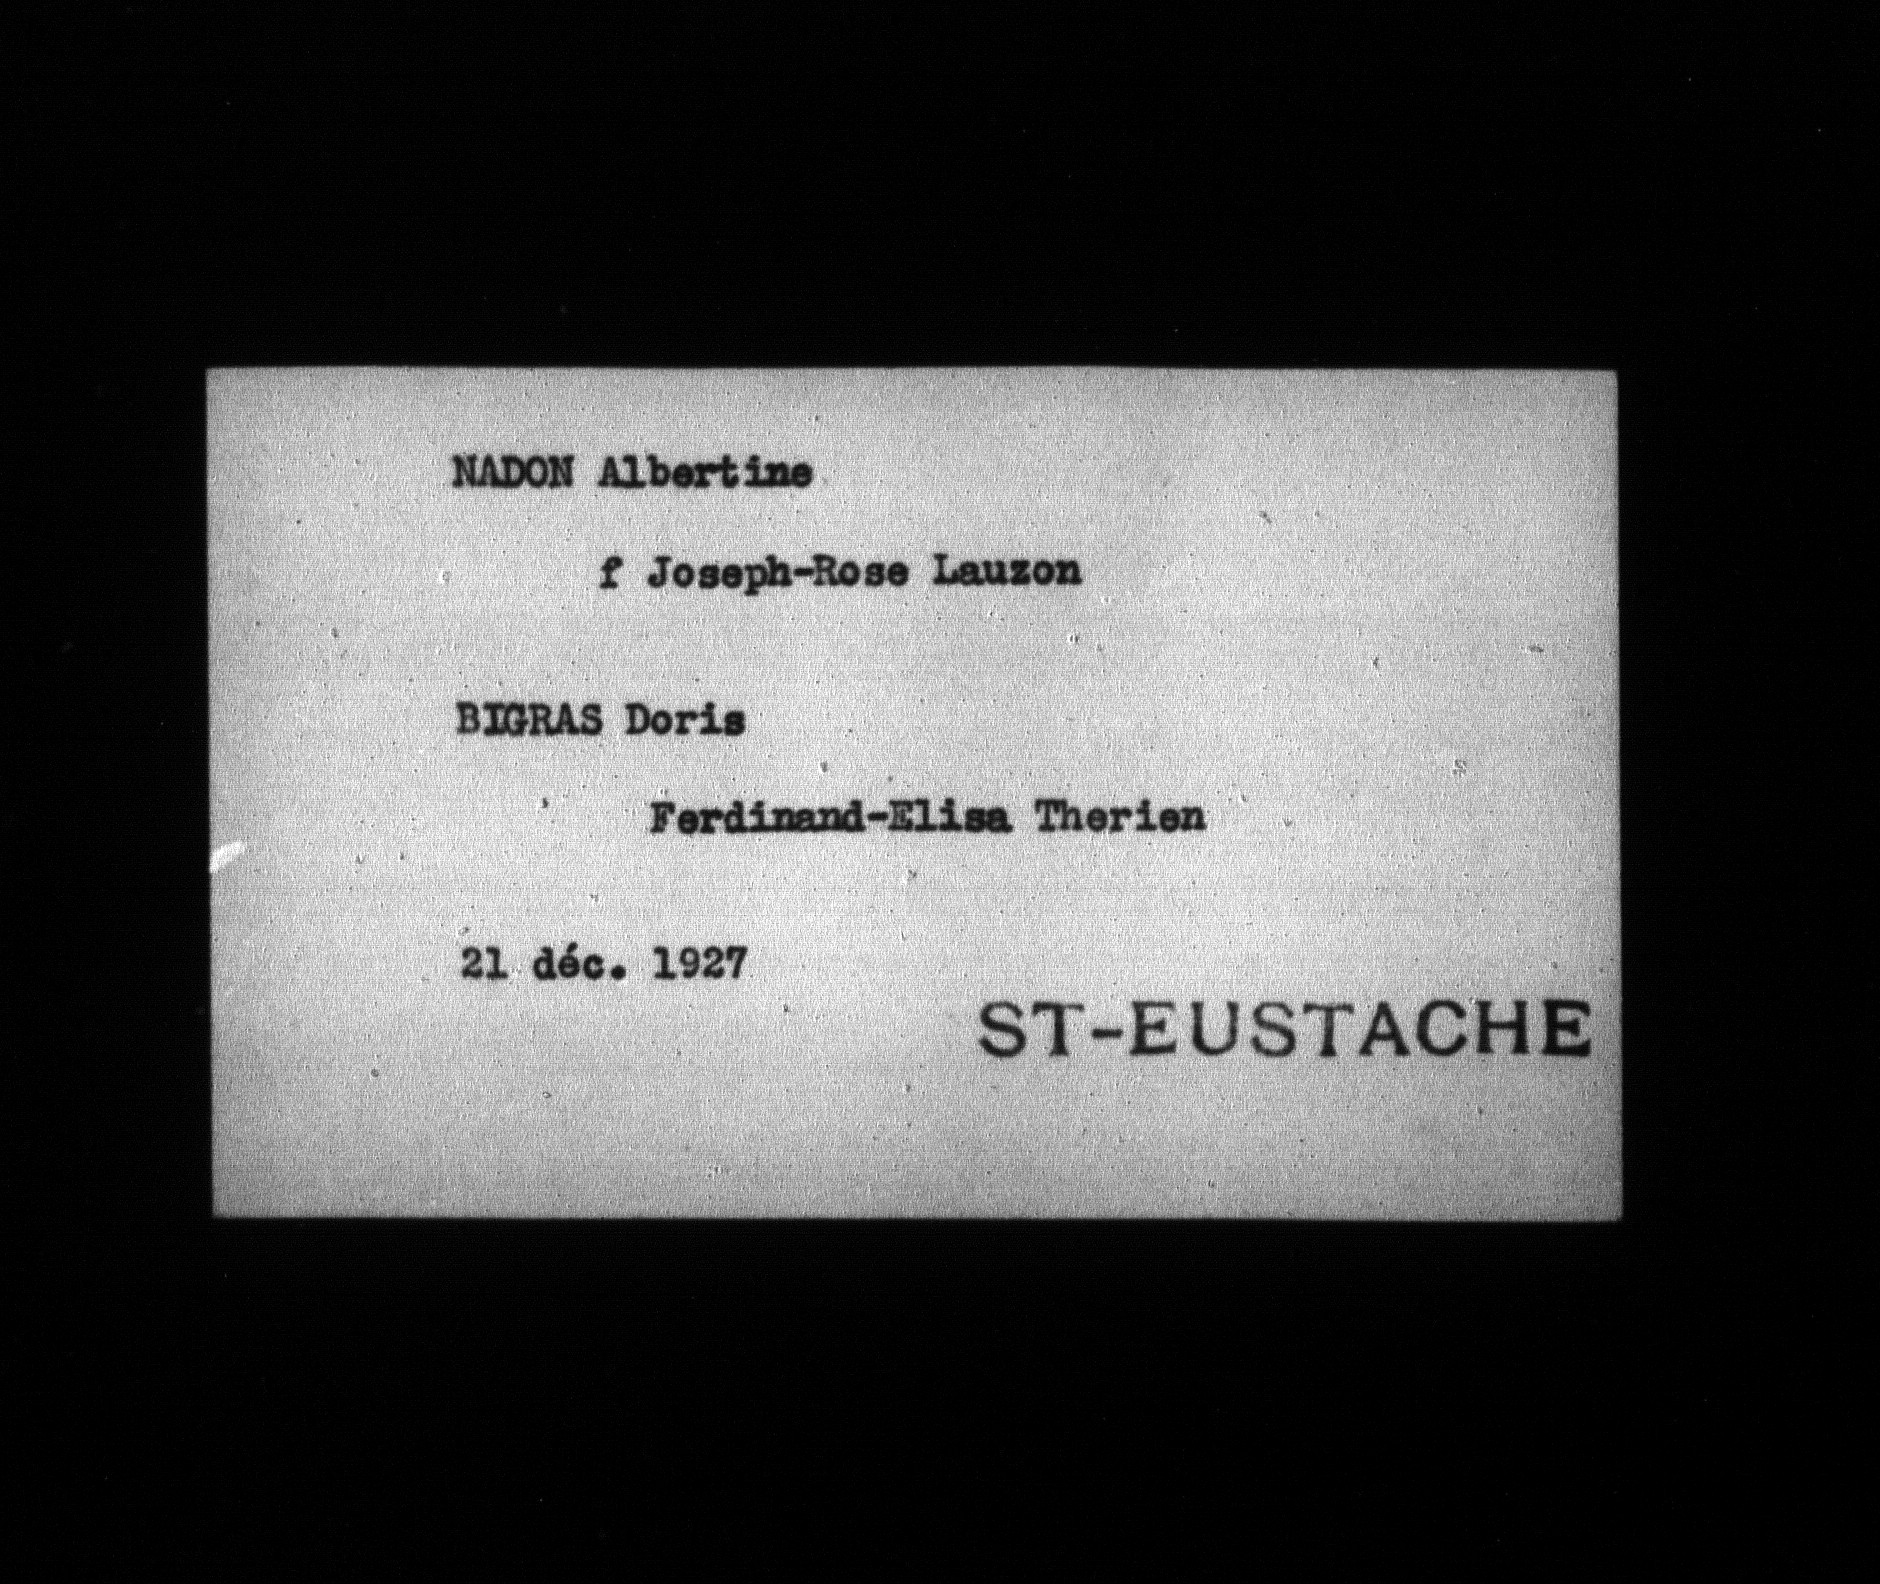 NADON Albertine
f Joseph-Rose Lauzon
BIGRAS Doris
Ferdinand-Elisa Therien
21 déc. 1927
ST-EUSTACHE